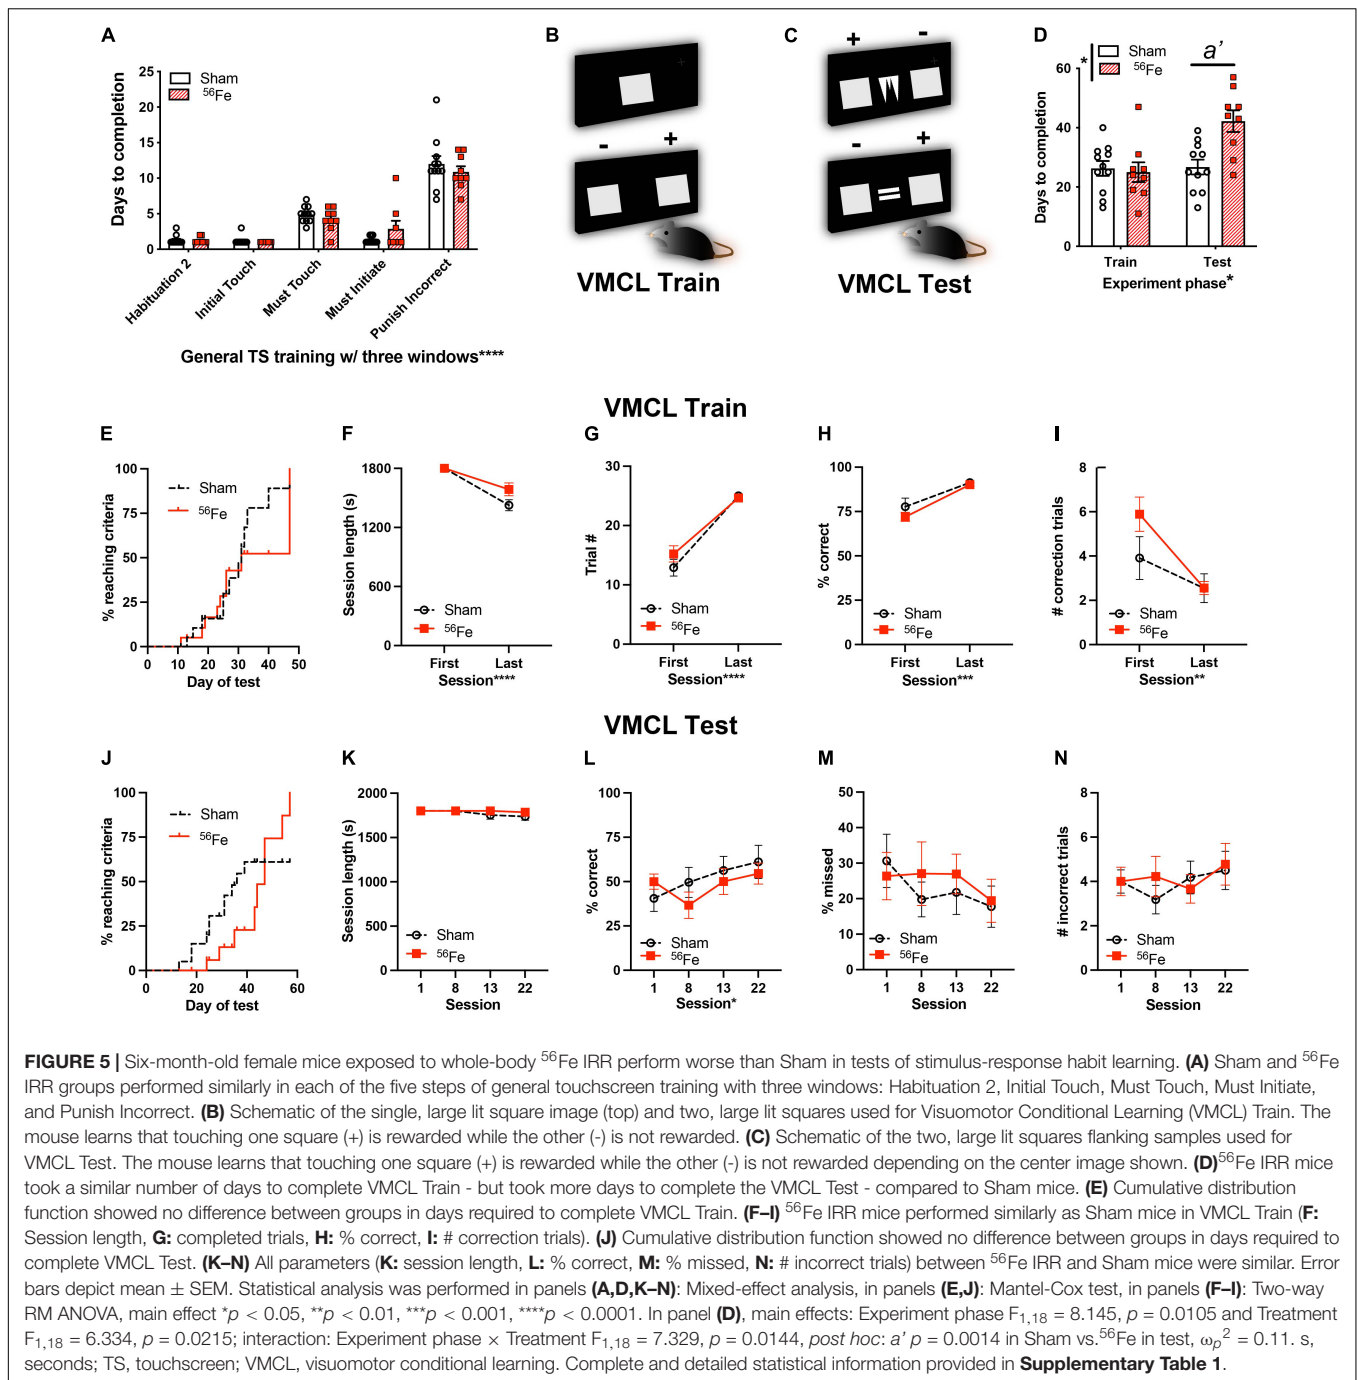 A
B
C
D
Sham
56Fe
Days to completion
25
20
15
10
5
0
Habituation 2
Initial Touch
Must Touch
Must Initiate
Punish Incorrect
General TS training w/ three windows****
- +
VMCL Train
+ -
- +
VMCL Test
* Sham
56Fe
a'
Days to completion
60
40
20
0
Train Test
Experiment phase*
VMCL Train
E
F
G
H
I
% reaching criteria
100
75
50
25
0
Sham
56Fe
0 10 20 30 40 50
Day of test
Session length (s)
1800
1200
600
0
Sham
56Fe
First Last
Session****
Trial #
30
20
10
0
Sham
56Fe
First Last
Session****
% correct
100
75
50
25
0
Sham
56Fe
First Last
Session***
# correction trials
8
6
4
2
0
Sham
56Fe
First Last
Session**
VMCL Test
J
K
L
M
N
% reaching criteria
100
75
50
25
0
Sham
56Fe
0 20 40 60
Day of test
Session length (s)
2000
1500
1000
500
0
Sham
56Fe
1 8 13 22
Session
% correct
100
75
50
25
0
Sham
56Fe
1 8 13 22
Session*
% missed
50
40
30
20
10
0
Sham
56Fe
1 8 13 22
Session
# incorrect trials
8
6
4
2
0
Sham
56Fe
1 8 13 22
Session
FIGURE 5 | Six-month-old female mice exposed to whole-body 56Fe IRR perform worse than Sham in tests of stimulus-response habit learning. (A) Sham and 56Fe
IRR groups performed similarly in each of the five steps of general touchscreen training with three windows: Habituation 2, Initial Touch, Must Touch, Must Initiate,
and Punish Incorrect. (B) Schematic of the single, large lit square image (top) and two, large lit squares used for Visuomotor Conditional Learning (VMCL) Train. The
mouse learns that touching one square (+) is rewarded while the other (-) is not rewarded. (C) Schematic of the two, large lit squares flanking samples used for
VMCL Test. The mouse learns that touching one square (+) is rewarded while the other (-) is not rewarded depending on the center image shown. (D)56Fe IRR mice
took a similar number of days to complete VMCL Train - but took more days to complete the VMCL Test - compared to Sham mice. (E) Cumulative distribution
function showed no difference between groups in days required to complete VMCL Train. (F–I) 56Fe IRR mice performed similarly as Sham mice in VMCL Train (F:
Session length, G: completed trials, H: % correct, I: # correction trials). (J) Cumulative distribution function showed no difference between groups in days required to
complete VMCL Test. (K–N) All parameters (K: session length, L: % correct, M: % missed, N: # incorrect trials) between 56Fe IRR and Sham mice were similar. Error
bars depict mean ± SEM. Statistical analysis was performed in panels (A,D,K–N): Mixed-effect analysis, in panels (E,J): Mantel-Cox test, in panels (F–I): Two-way
RM ANOVA, main effect *p < 0.05, **p < 0.01, ***p < 0.001, ****p < 0.0001. In panel (D), main effects: Experiment phase F1,18 = 8.145, p = 0.0105 and Treatment
F1,18 = 6.334, p = 0.0215; interaction: Experiment phase × Treatment F1,18 = 7.329, p = 0.0144, post hoc: a' p = 0.0014 in Sham vs.56Fe in test, ωp2 = 0.11. s,
seconds; TS, touchscreen; VMCL, visuomotor conditional learning. Complete and detailed statistical information provided in Supplementary Table 1.